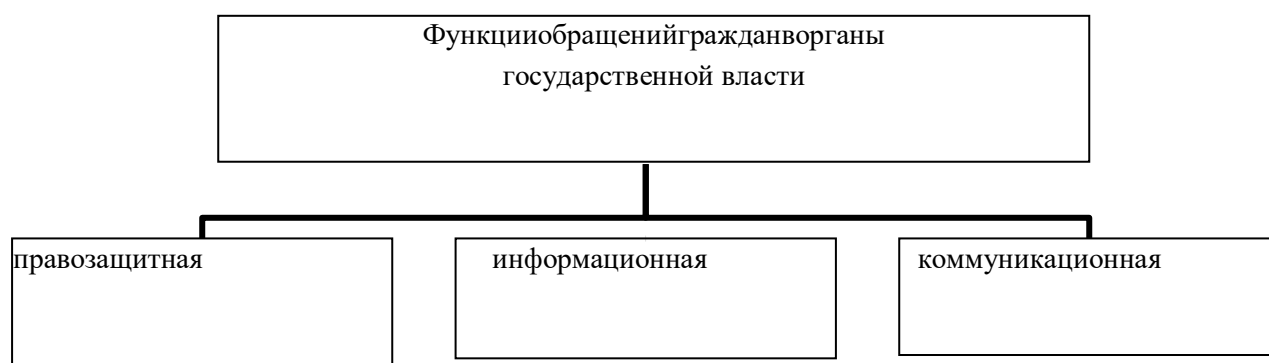 Функцииобращенийгражданворганы
государственной власти
правозащитная
информационная
коммуникационная